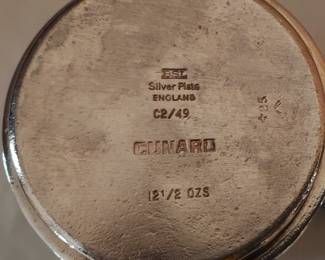 Silver Plate
ENGLAND
C2/49
CUNARD
12 1/2 OZS